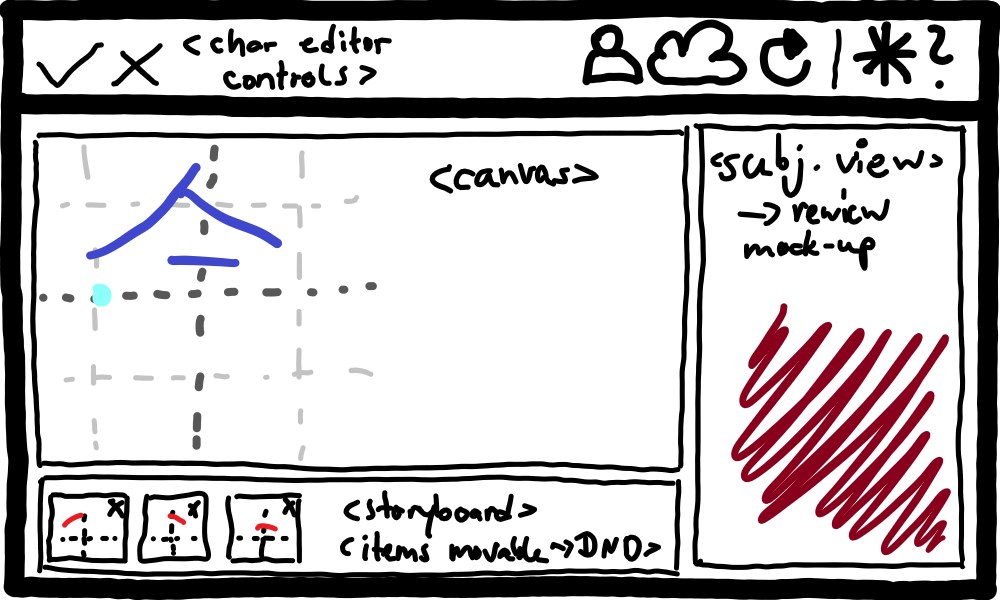 <char editor
controls>
?
<canvas>
<subj. view>
→ review
mock-up
x
x
x
<storyboard>
<items movable→DND>